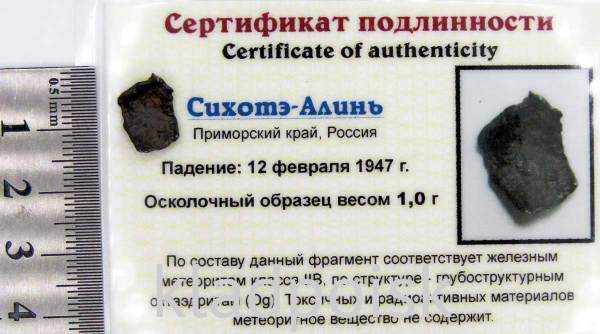 Сертификат подлинности
Certificate of authenticity
Сихотэ-Алинь
Приморский край, Россия
Падение: 12 февраля 1947 г.
Осколочный образец весом 1,0 г
По составу данный фрагмент соответствует железным
метеоритам класса IIB, по структуре - грубоструктурным
октаэдритам (Og). Токсичных и радиоактивных материалов
метеоритное вещество не содержит.
0.5/mm
1
2
3
4